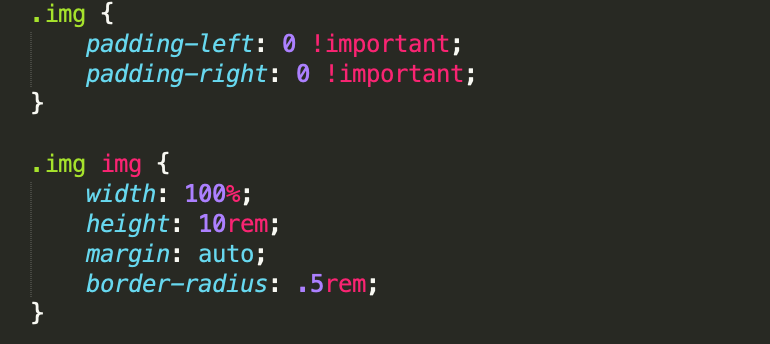 .img {
    padding-left: 0 !important;
    padding-right: 0 !important;
}

.img img {
    width: 100%;
    height: 10rem;
    margin: auto;
    border-radius: .5rem;
}